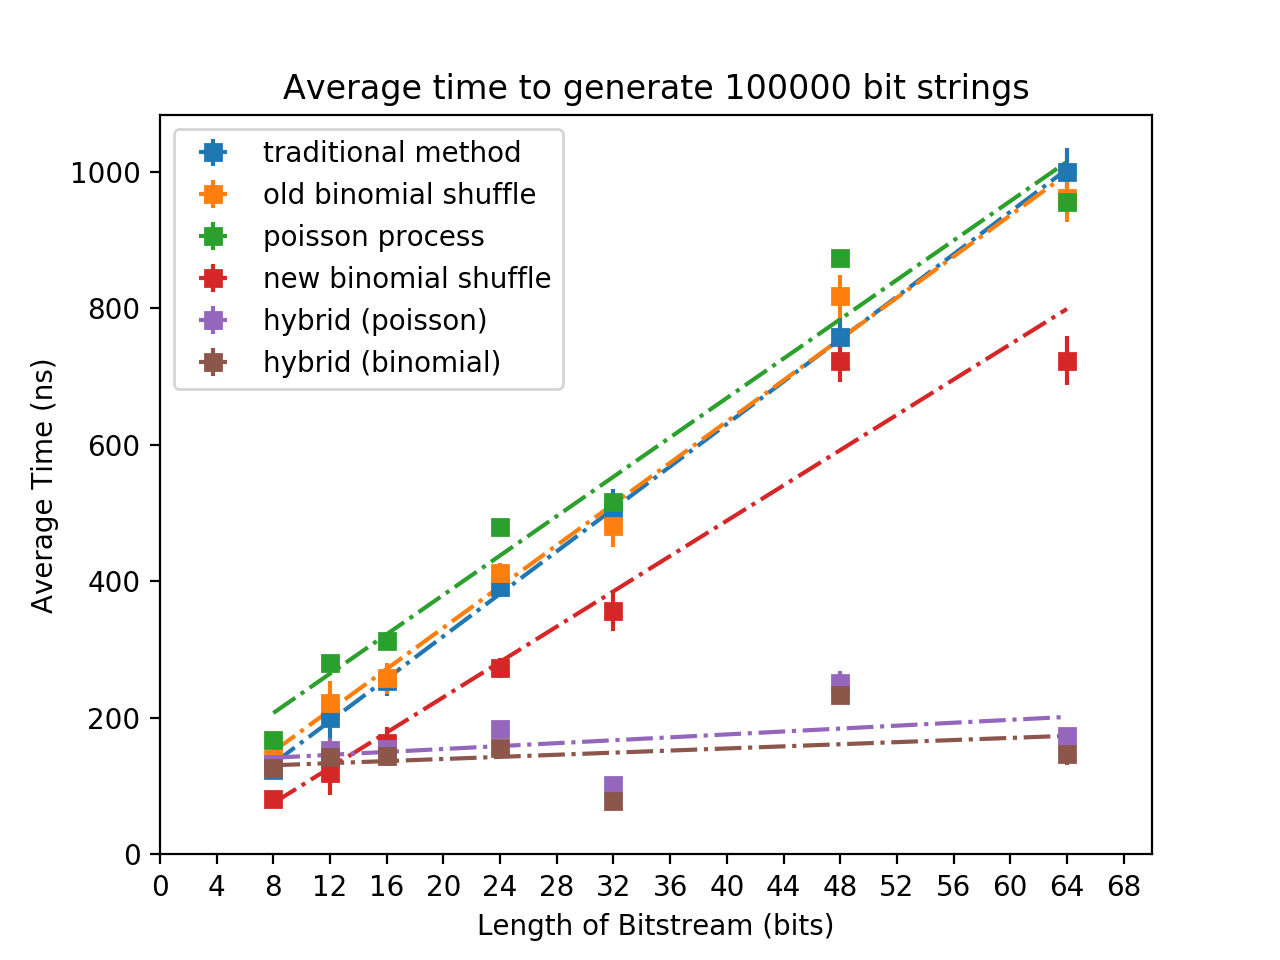 Average time to generate 100000 bit strings
traditional method
old binomial shuffle
poisson process
new binomial shuffle
hybrid (poisson)
hybrid (binomial)
Average Time (ns)
1000
800
600
400
200
0
0 4 8 12 16 20 24 28 32 36 40 44 48 52 56 60 64 68
Length of Bitstream (bits)